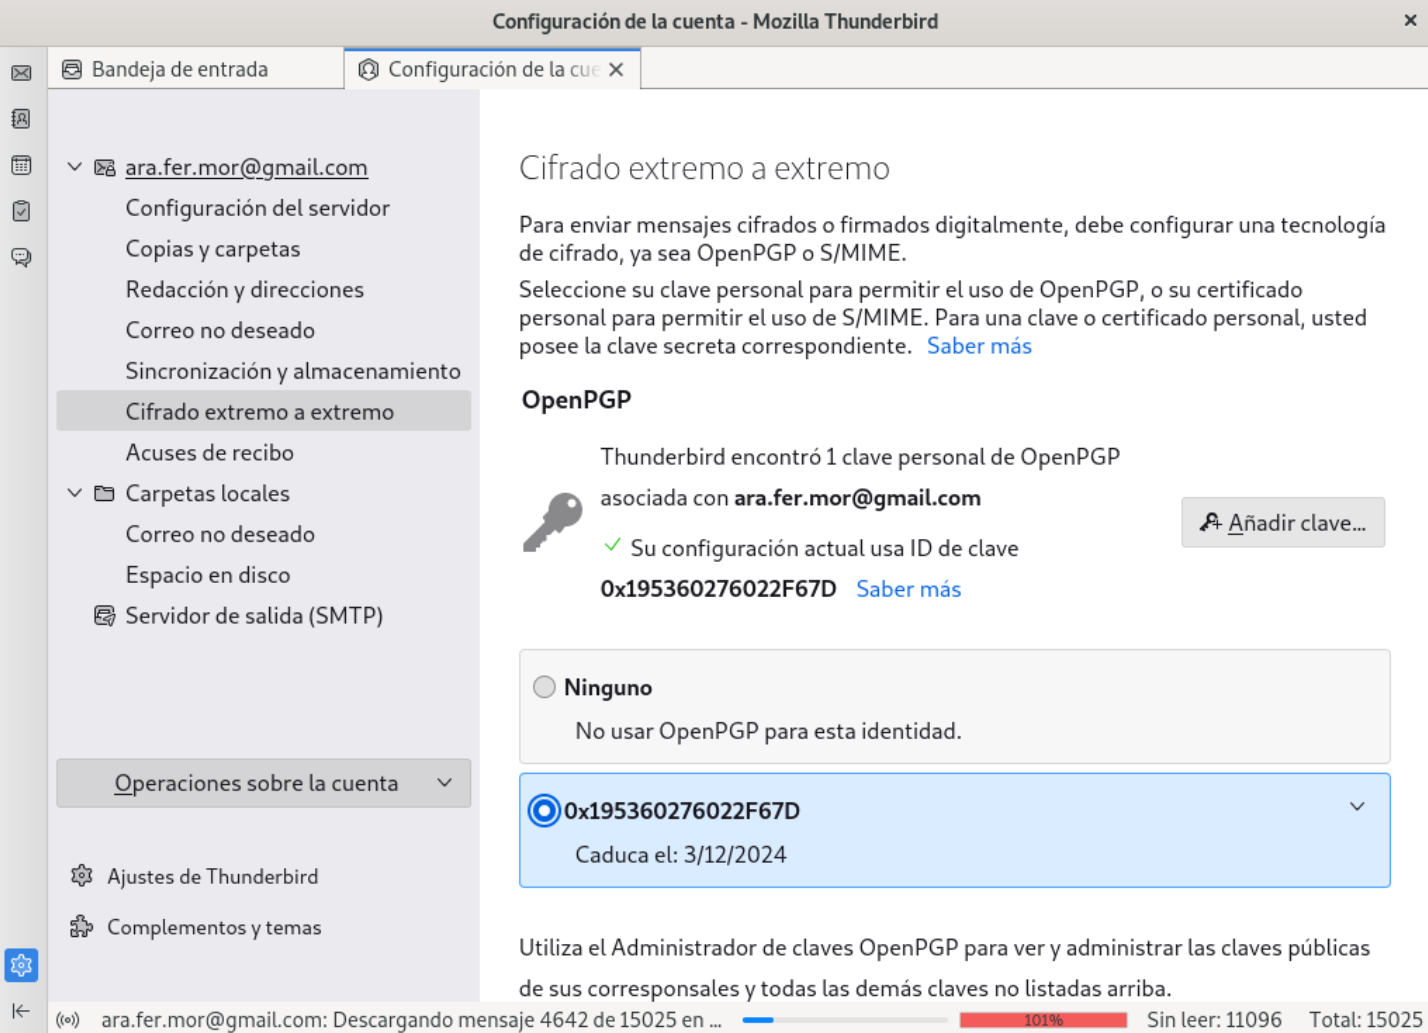 Configuración de la cuenta - Mozilla Thunderbird
Bandeja de entrada
Configuración de la cue
ara.fer.mor@gmail.com
Configuración del servidor
Copias y carpetas
Redacción y direcciones
Correo no deseado
Sincronización y almacenamiento
Cifrado extremo a extremo
Acuses de recibo
Carpetas locales
Correo no deseado
Espacio en disco
Servidor de salida (SMTP)
Operaciones sobre la cuenta
Ajustes de Thunderbird
Complementos y temas
Cifrado extremo a extremo
Para enviar mensajes cifrados o firmados digitalmente, debe configurar una tecnología
de cifrado, ya sea OpenPGP o S/MIME.
Seleccione su clave personal para permitir el uso de OpenPGP, o su certificado
personal para permitir el uso de S/MIME. Para una clave o certificado personal, usted
posee la clave secreta correspondiente. Saber más
OpenPGP
Thunderbird encontró 1 clave personal de OpenPGP
asociada con ara.fer.mor@gmail.com
Su configuración actual usa ID de clave
0x195360276022F67D Saber más
Añadir clave...
Ninguno
No usar OpenPGP para esta identidad.
0x195360276022F67D
Caduca el: 3/12/2024
Utiliza el Administrador de claves OpenPGP para ver y administrar las claves públicas
de sus corresponsales y todas las demás claves no listadas arriba.
ara.fer.mor@gmail.com: Descargando mensaje 4642 de 15025 en ... 101% Sin leer: 11096 Total: 15025